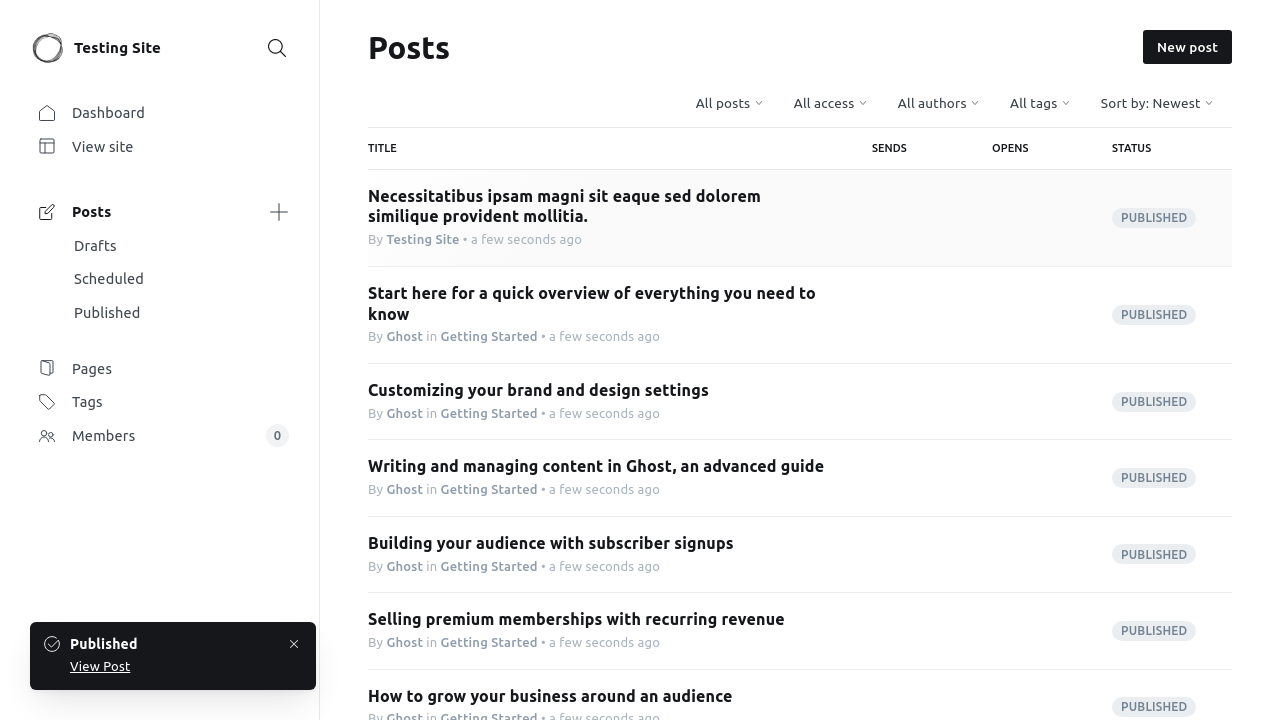 Testing Site
Dashboard
View site
Posts
Drafts
Scheduled
Published
Pages
Tags
Members 0
Published
View Post
Posts
New post
All posts All access All authors All tags Sort by: Newest
TITLE SENDS OPENS STATUS
Necessitatibus ipsam magni sit eaque sed dolorem
similique provident mollitia.
By Testing Site • a few seconds ago
PUBLISHED
Start here for a quick overview of everything you need to
know
By Ghost in Getting Started • a few seconds ago
PUBLISHED
Customizing your brand and design settings
By Ghost in Getting Started • a few seconds ago
PUBLISHED
Writing and managing content in Ghost, an advanced guide
By Ghost in Getting Started • a few seconds ago
PUBLISHED
Building your audience with subscriber signups
By Ghost in Getting Started • a few seconds ago
PUBLISHED
Selling premium memberships with recurring revenue
By Ghost in Getting Started • a few seconds ago
PUBLISHED
How to grow your business around an audience
By Ghost in Getting Started • a few seconds ago
PUBLISHED